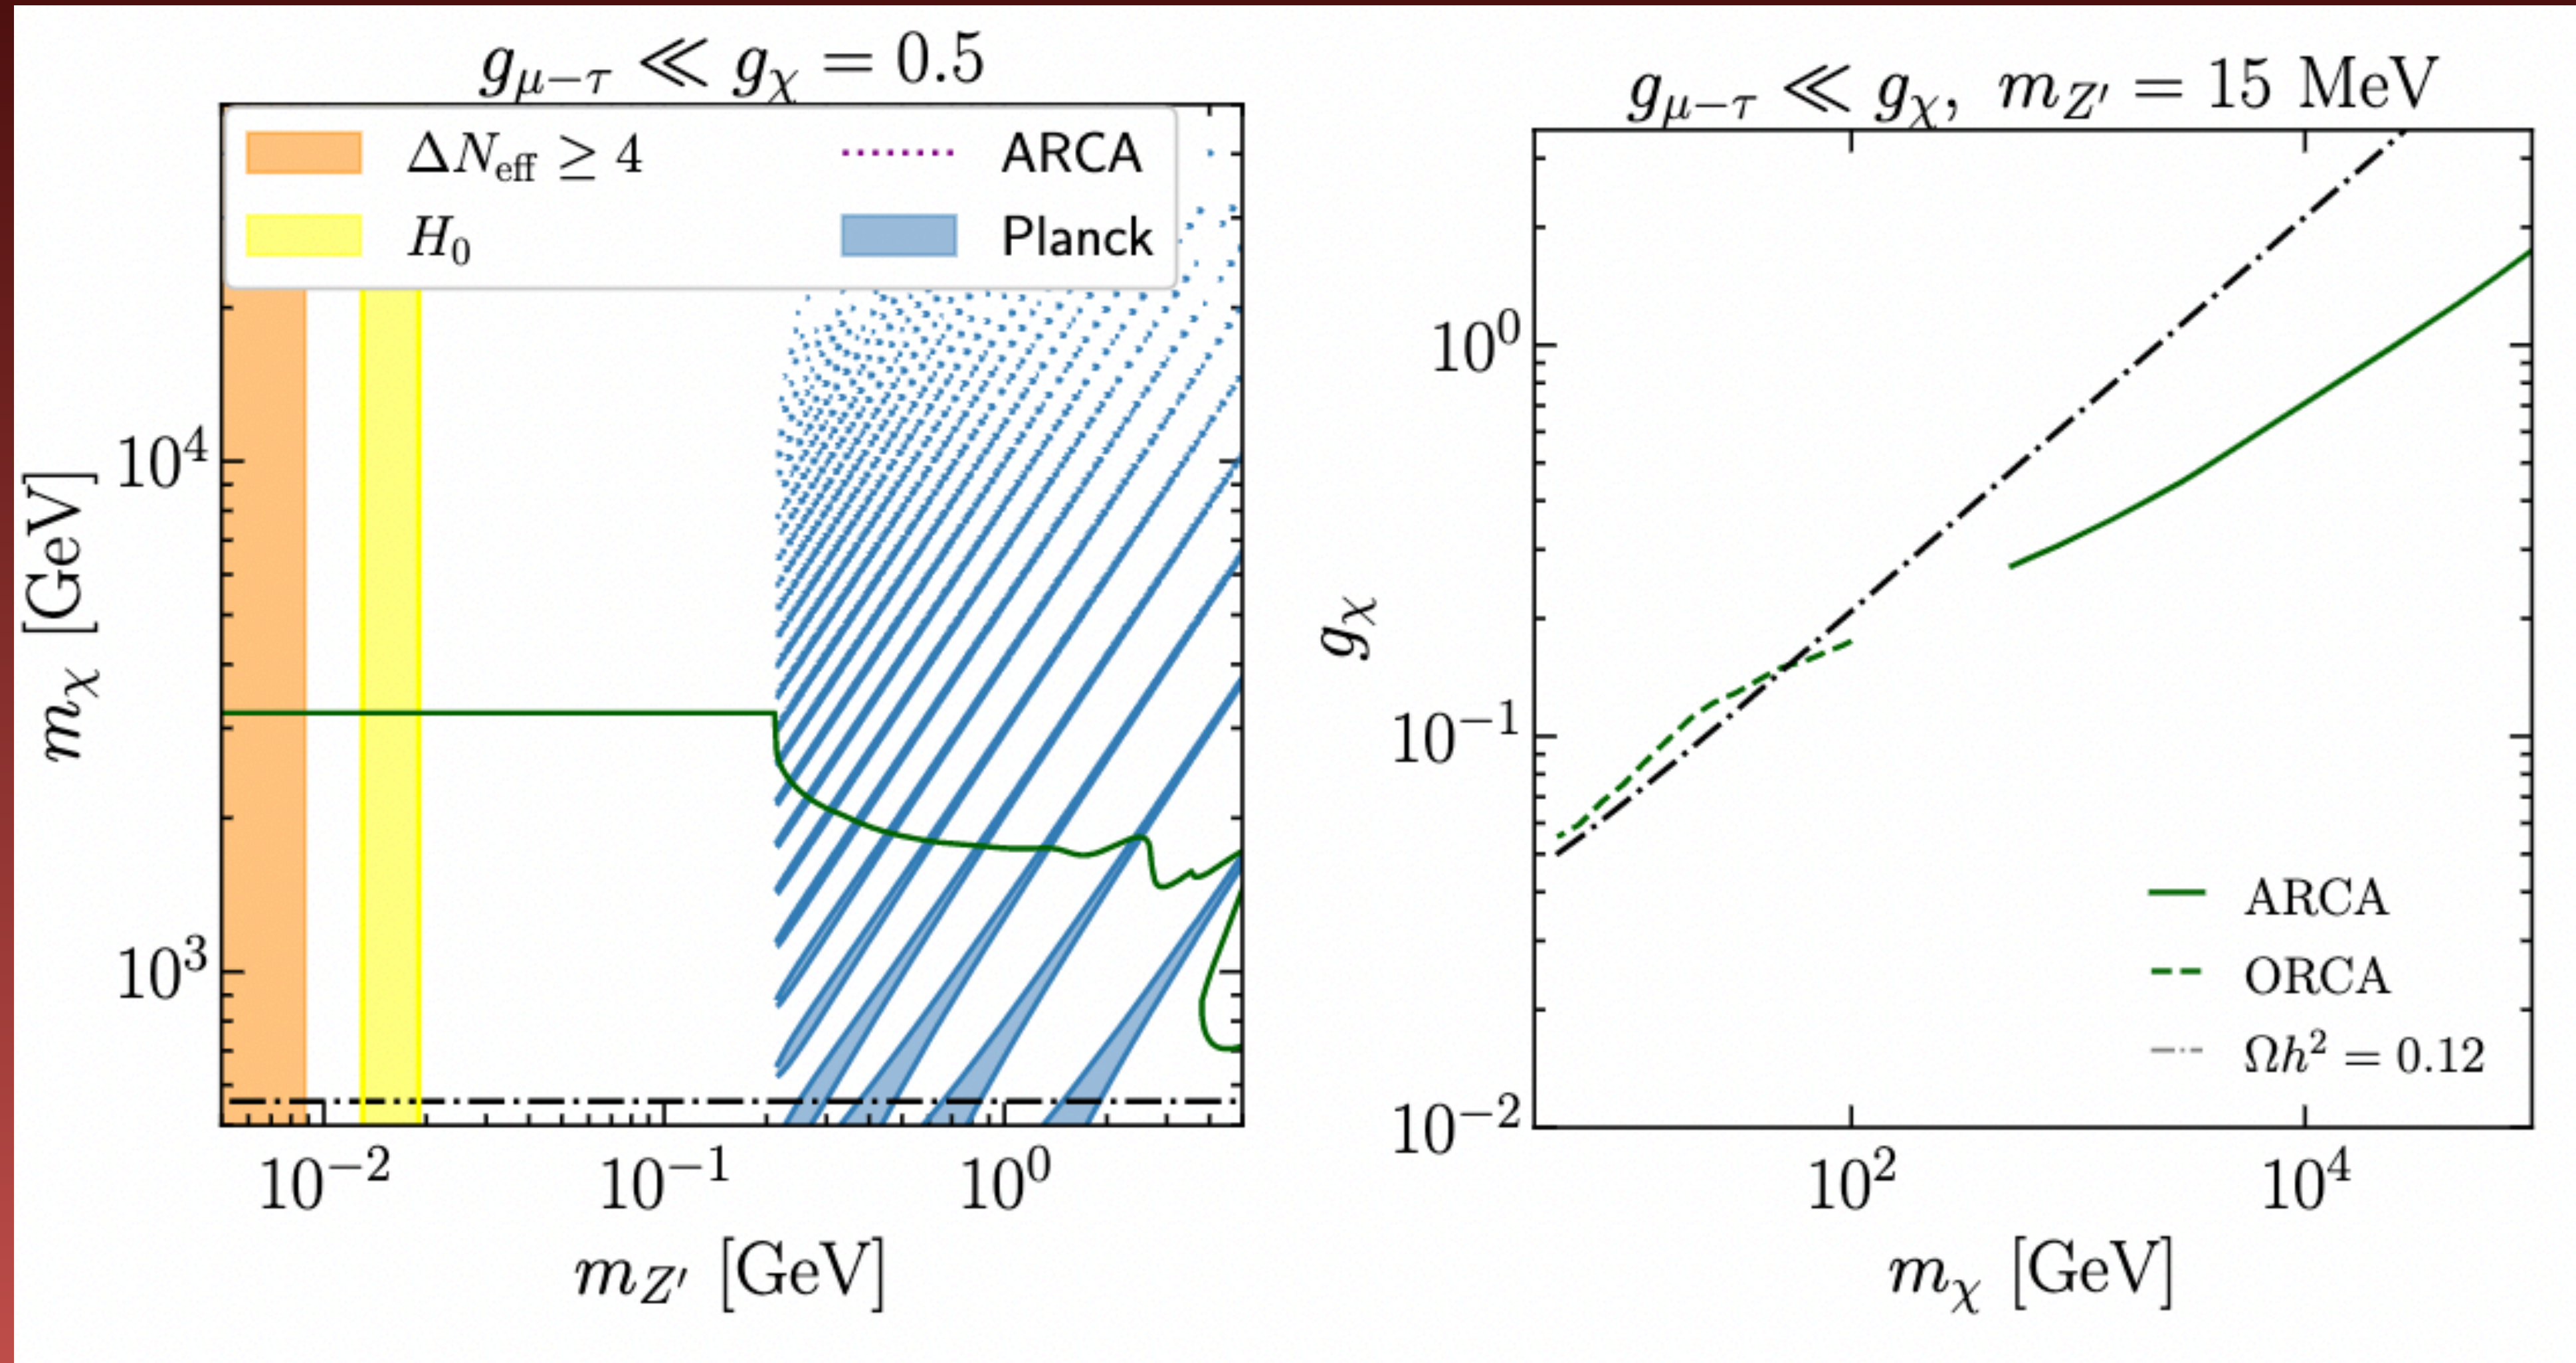 g_{μ−τ} ≪ g_χ = 0.5
ΔN_eff ≥ 4
H_0
ARCA
Planck
10^4
10^3
m_χ [GeV]
10^{-2} 10^{-1} 10^0
m_{Z'} [GeV]
g_{μ−τ} ≪ g_χ, m_{Z'} = 15 MeV
10^0
10^{-1}
10^{-2}
g_χ
ARCA
ORCA
Ωh^2 = 0.12
10^2 10^4
m_χ [GeV]